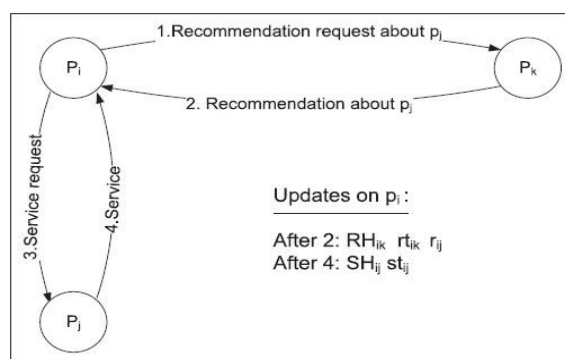 1.Recommendation request about pⱼ
Pᵢ
Pₖ
2. Recommendation about pⱼ
3.Service request
4.Service
Updates on pᵢ :
After 2: RHᵢₖ rtᵢₖ rᵢⱼ
After 4: SHᵢⱼ stᵢⱼ
Pⱼ